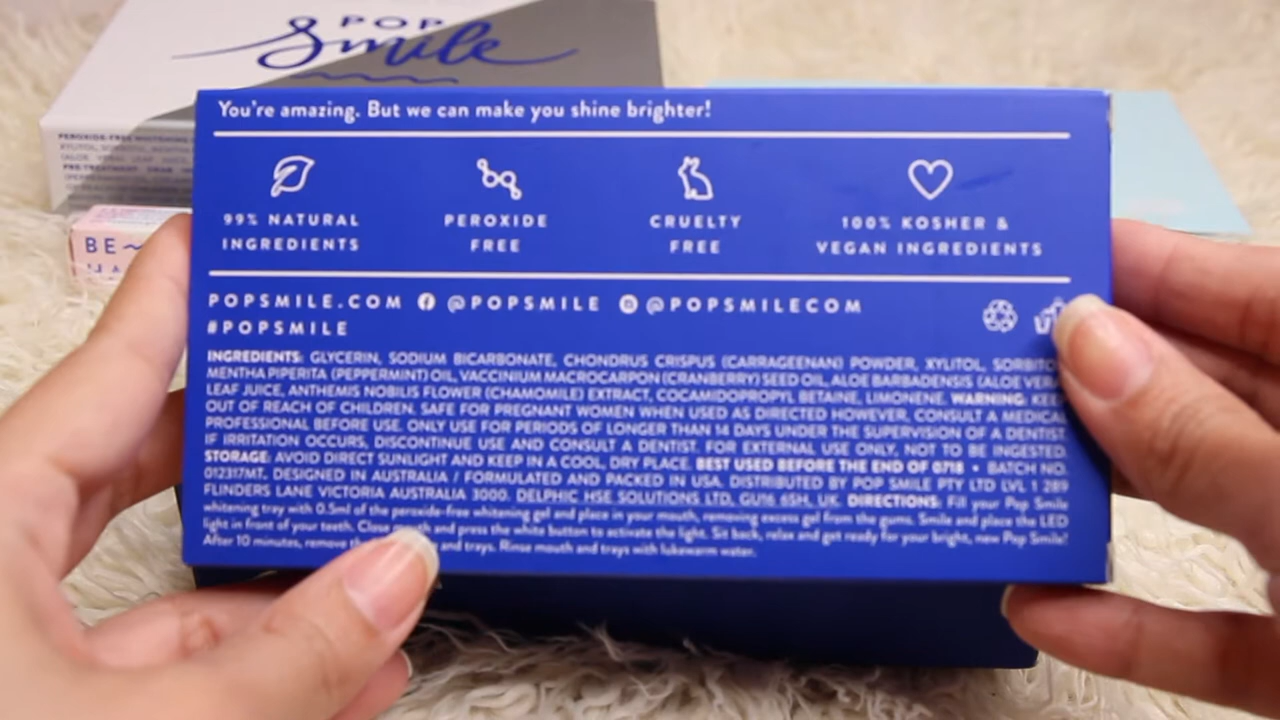 POP
Smile
PEROXIDE-FREE WHITENING
XYLITOL, SORBITOL,
(ALOE VERA) LEAF JUICE
BE~
You're amazing. But we can make you shine brighter!
99% NATURAL
INGREDIENTS
PEROXIDE
FREE
CRUELTY
FREE
100% KOSHER &
VEGAN INGREDIENTS
POPSMILE.COM @POPSMILE @POPSMILECOM
#POPSMILE
INGREDIENTS: GLYCERIN, SODIUM BICARBONATE, CHONDRUS CRISPUS (CARRAGEENAN) POWDER, XYLITOL,
MENTHA PIPERITA (PEPPERMINT) OIL, VACCINIUM MACROCARPON (CRANBERRY) SEED OIL, ALOE BARBADENSIS (ALOE
LEAF JUICE, ANTHEMIS NOBILIS FLOWER (CHAMOMILE) EXTRACT, COCAMIDOPROPYL BETAINE, LIMONENE. WARNING:
OUT OF REACH OF CHILDREN. SAFE FOR PREGNANT WOMEN WHEN USED AS DIRECTED HOWEVER, CONSULT A MEDICAL
PROFESSIONAL BEFORE USE. ONLY USE FOR PERIODS OF LONGER THAN 14 DAYS UNDER THE SUPERVISION OF A DENTIST.
IF IRRITATION OCCURS, DISCONTINUE USE AND CONSULT A DENTIST. FOR EXTERNAL USE ONLY, NOT TO BE INGESTED.
STORAGE: AVOID DIRECT SUNLIGHT AND KEEP IN A COOL, DRY PLACE. BEST USED BEFORE THE END OF 0718 • BATCH NO.
012317MT. DESIGNED IN AUSTRALIA / FORMULATED AND PACKED IN USA. DISTRIBUTED BY POP SMILE PTY LTD LVL 1 289
FLINDERS LANE VICTORIA AUSTRALIA 3000. DELPHIC HSE SOLUTIONS LTD, GU16 6SH, UK. DIRECTIONS: Fill your Pop Smile
whitening tray with 0.5ml of the peroxide-free whitening gel and place in your mouth, removing excess gel from the gums. Smile and place the LED
light in front of your teeth. Close mouth and press the white button to activate the light. Sit back, relax and get ready for your bright, new Pop Smile!
After 10 minutes, remove and trays. Rinse mouth and trays with lukewarm water.